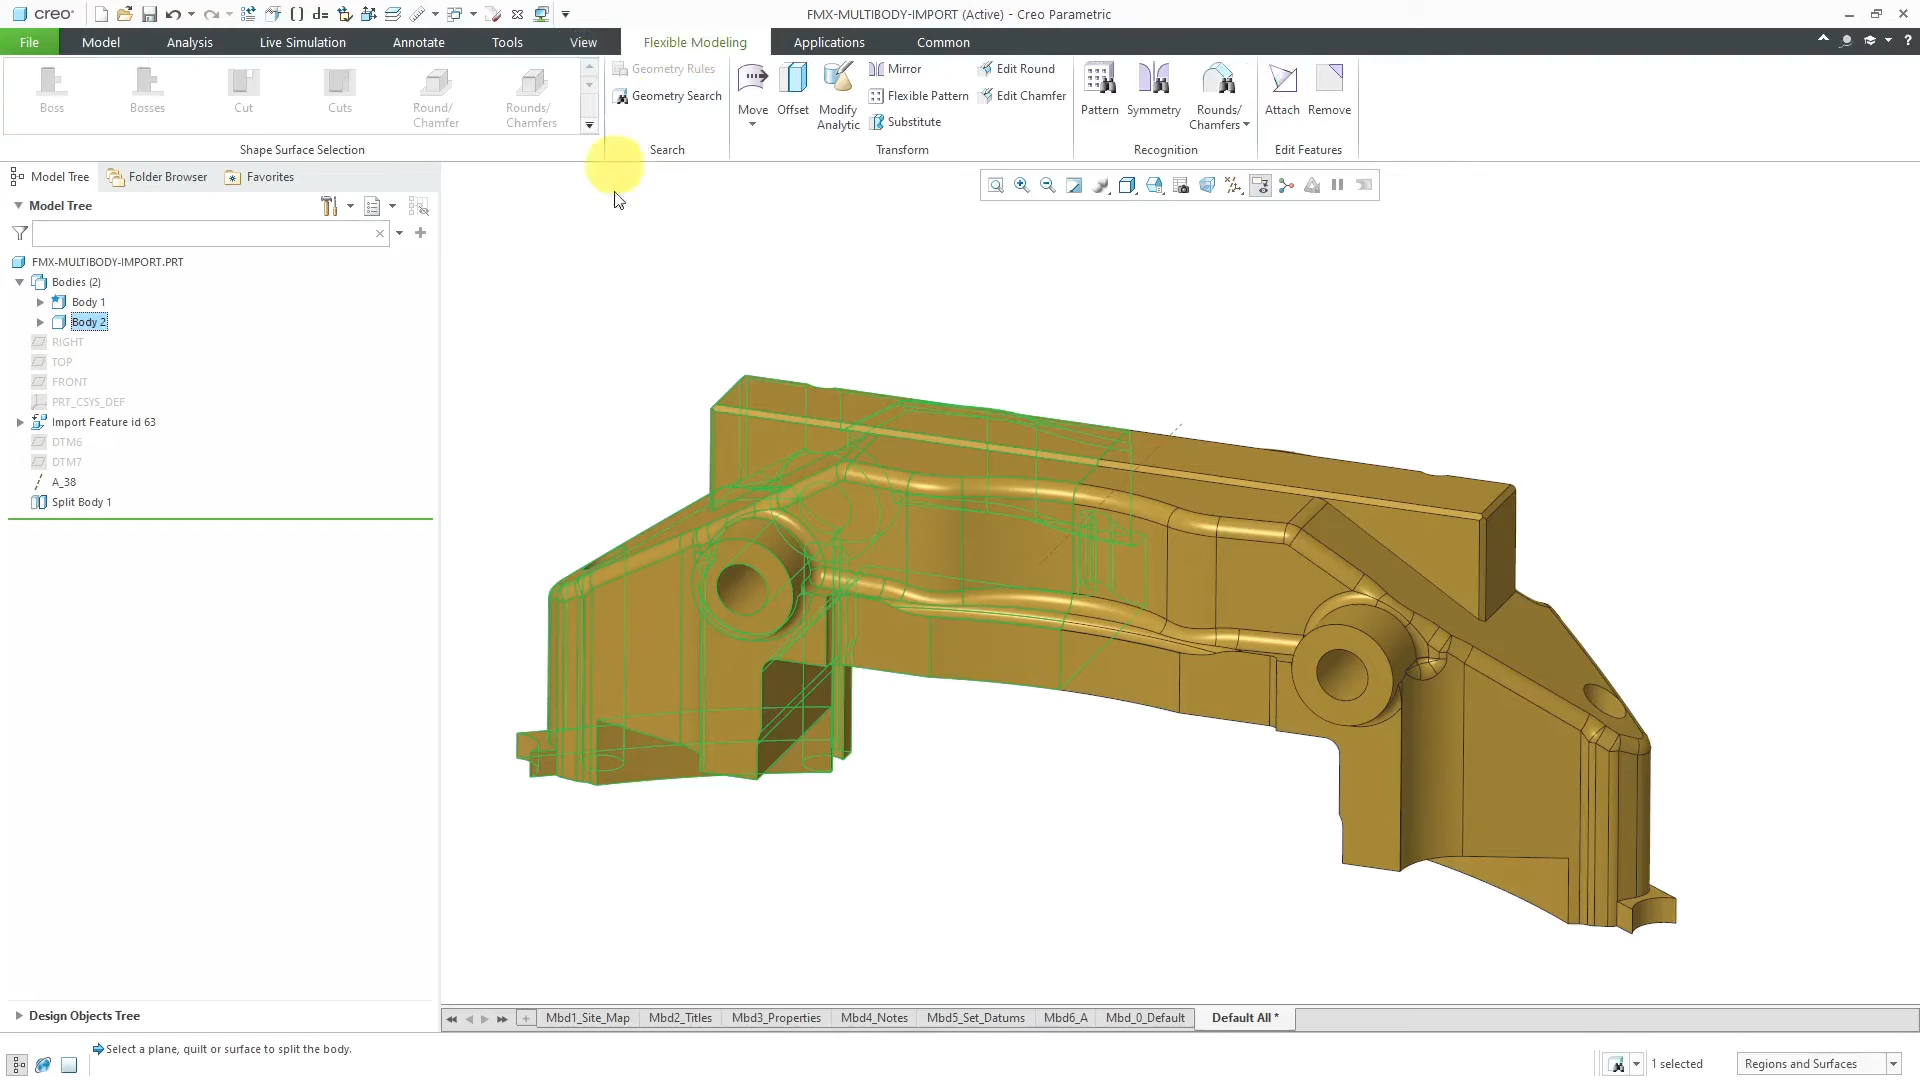 creo
FMX-MULTIBODY-IMPORT (Active) - Creo Parametric
File
Model
Analysis
Live Simulation
Annotate
Tools
View
Flexible Modeling
Applications
Common
Boss
Bosses
Cut
Cuts
Round/
Chamfer
Rounds/
Chamfers
Shape Surface Selection
Geometry Rules
Geometry Search
Search
Move
Offset
Modify
Analytic
Mirror
Flexible Pattern
Substitute
Edit Round
Edit Chamfer
Transform
Pattern
Symmetry
Rounds/
Chamfers
Recognition
Attach
Remove
Edit Features
Model Tree
Folder Browser
Favorites
Model Tree
FMX-MULTIBODY-IMPORT.PRT
Bodies (2)
Body 1
Body 2
RIGHT
TOP
FRONT
PRT_CSYS_DEF
Import Feature id 63
DTM6
DTM7
A_38
Split Body 1
Design Objects Tree
Mbd1_Site_Map
Mbd2_Titles
Mbd3_Properties
Mbd4_Notes
Mbd5_Set_Datums
Mbd6_A
Mbd_0_Default
Default All *
Select a plane, quilt or surface to split the body.
1 selected
Regions and Surfaces